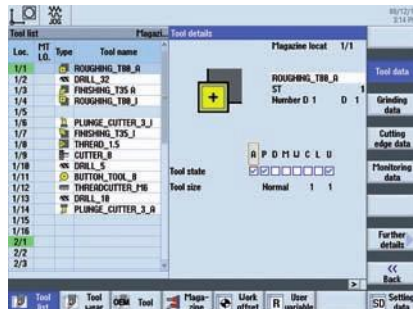 Tool list Magazi... Tool details
3:14 P
Loc. MT LO. Type Tool name
1/1 ROUGHING_T80_A
1/2 DRILL_32
1/3 FINISHING_T35 A
1/4 ROUGHING_T80_I
1/5
1/6 PLUNGE_CUTTER_3_I
1/7 FINISHING_T35_I
1/8 THREAD_1.5
1/9 CUTTER_8
1/10 DRILL_5
1/11 BUTTON_TOOL_8
1/12 THREADCUTTER_M6
1/13 DRILL_10
1/14 PLUNGE_CUTTER_3_A
1/15
1/16
2/1
2/2
2/3
Magazine locat 1/1
ROUGHING_T80_A
ST 1
Number D 1 D 1
A P D M U C L U
Tool state
Tool size Normal 1 1
Tool data
Grinding data
Cutting edge data
Monitoring data
Further details
«
Back
Tool list
Tool wear
OEM Tool
Maga-zine
Work offset
R User variable
SD Setting data